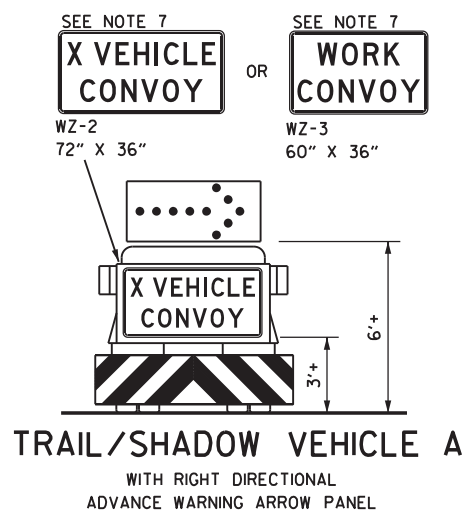 SEE NOTE 7
X VEHICLE
CONVOY
WZ-2
72" X 36"
OR
SEE NOTE 7
WORK
CONVOY
WZ-3
60" X 36"
X VEHICLE
CONVOY
6'+
3'+
TRAIL/SHADOW VEHICLE A
WITH RIGHT DIRECTIONAL
ADVANCE WARNING ARROW PANEL